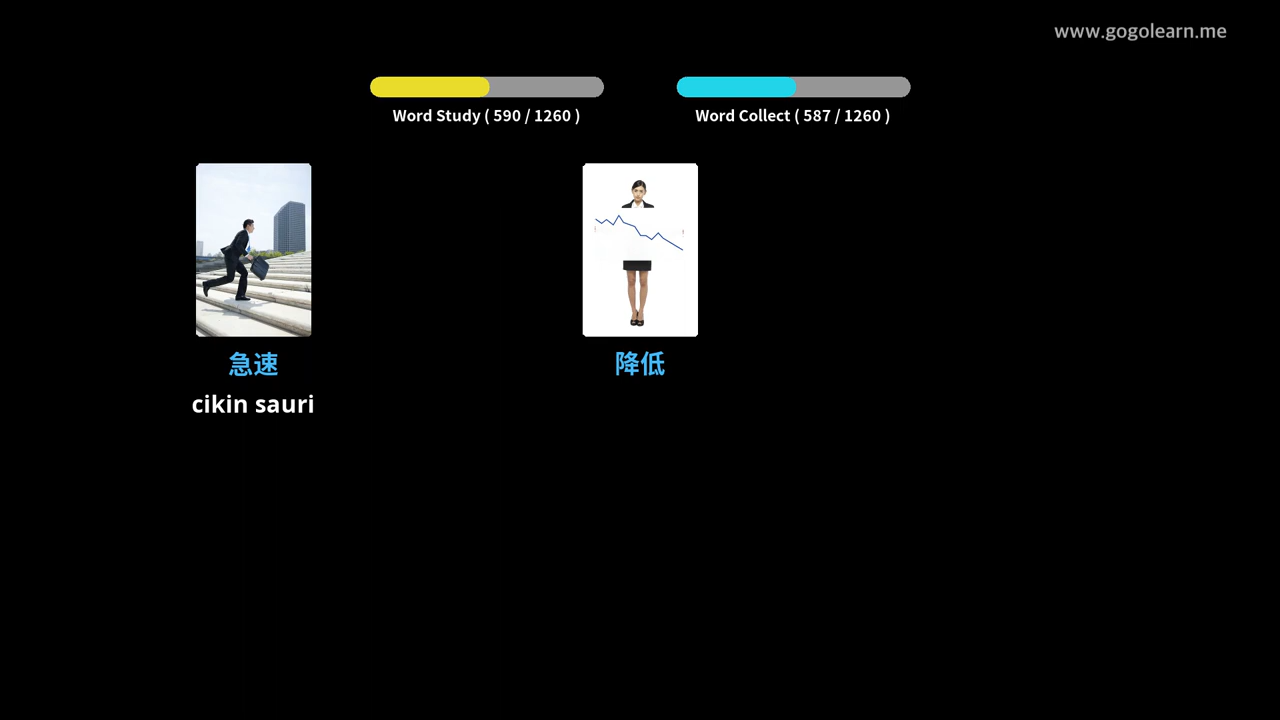 www.gogolearn.me
Word Study ( 590 / 1260 )
Word Collect ( 587 / 1260 )
急速
降低
cikin sauri